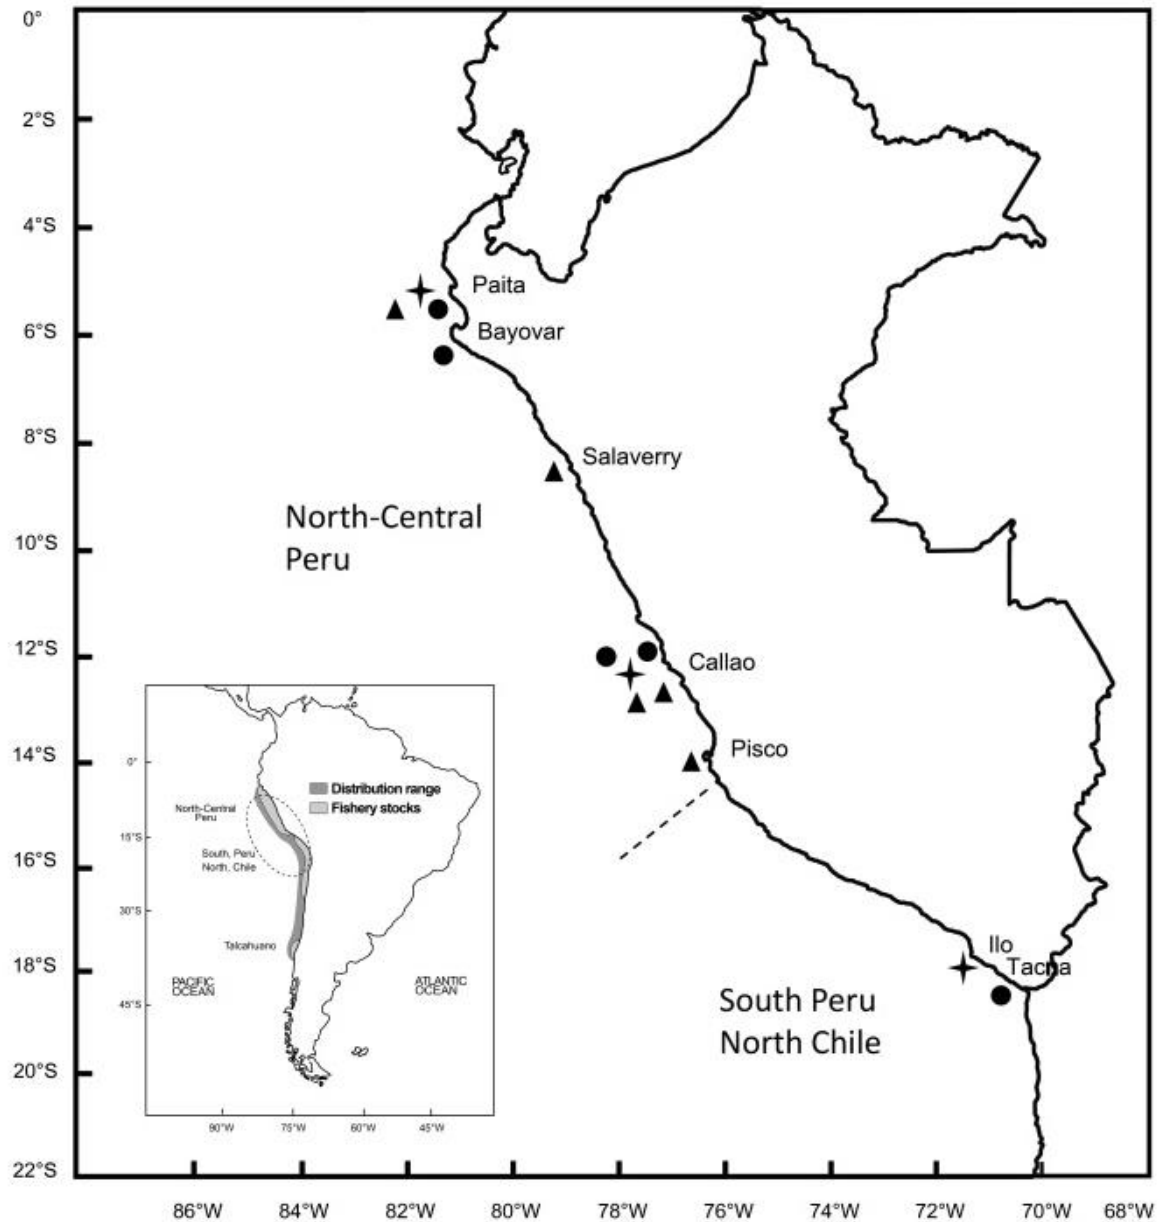 0°
2°S
4°S
Paita
6°S
Bayovar
8°S
Salaverry
North-Central
Peru
10°S
12°S
Callao
14°S
Pisco
0°
Distribution range
Fishery stocks
North-Central
Peru
15°S
South, Peru
North, Chile
30°S
Talcahuano
PACIFIC
OCEAN
ATLANTIC
OCEAN
45°S
90°W 75°W 60°W 45°W
16°S
Ilo
18°S
Tacna
South Peru
North Chile
20°S
22°S
86°W 84°W 82°W 80°W 78°W 76°W 74°W 72°W 70°W 68°W